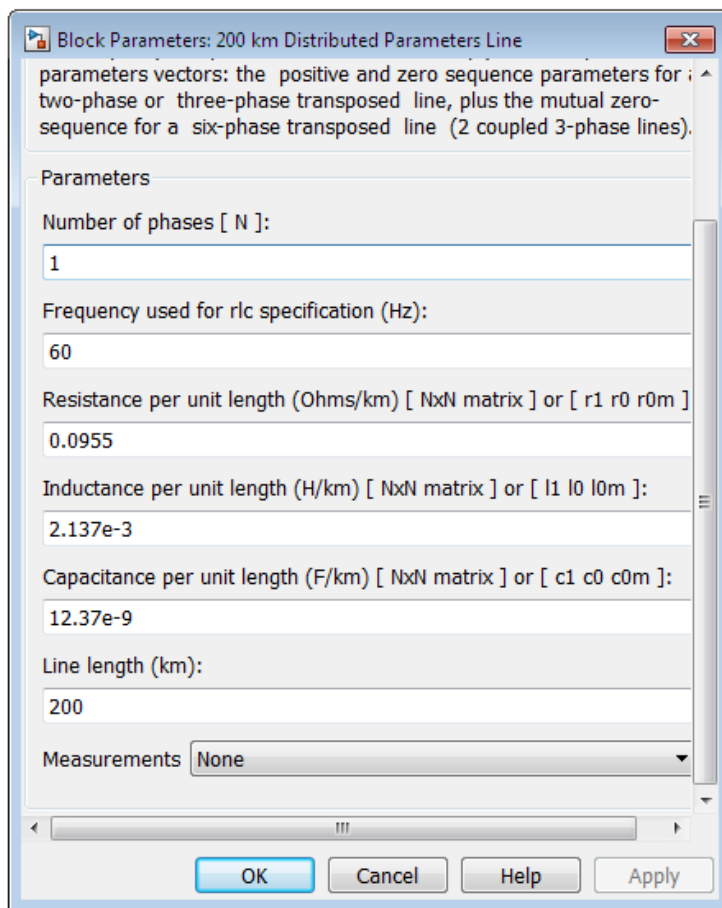 Block Parameters: 200 km Distributed Parameters Line
parameters vectors: the positive and zero sequence parameters for
two-phase or three-phase transposed line, plus the mutual zero-
sequence for a six-phase transposed line (2 coupled 3-phase lines).
Parameters
Number of phases [ N ]:
1
Frequency used for rlc specification (Hz):
60
Resistance per unit length (Ohms/km) [ NxN matrix ] or [ r1 r0 r0m ]
0.0955
Inductance per unit length (H/km) [ NxN matrix ] or [ l1 l0 l0m ]:
2.137e-3
Capacitance per unit length (F/km) [ NxN matrix ] or [ c1 c0 c0m ]:
12.37e-9
Line length (km):
200
Measurements None
OK Cancel Help Apply